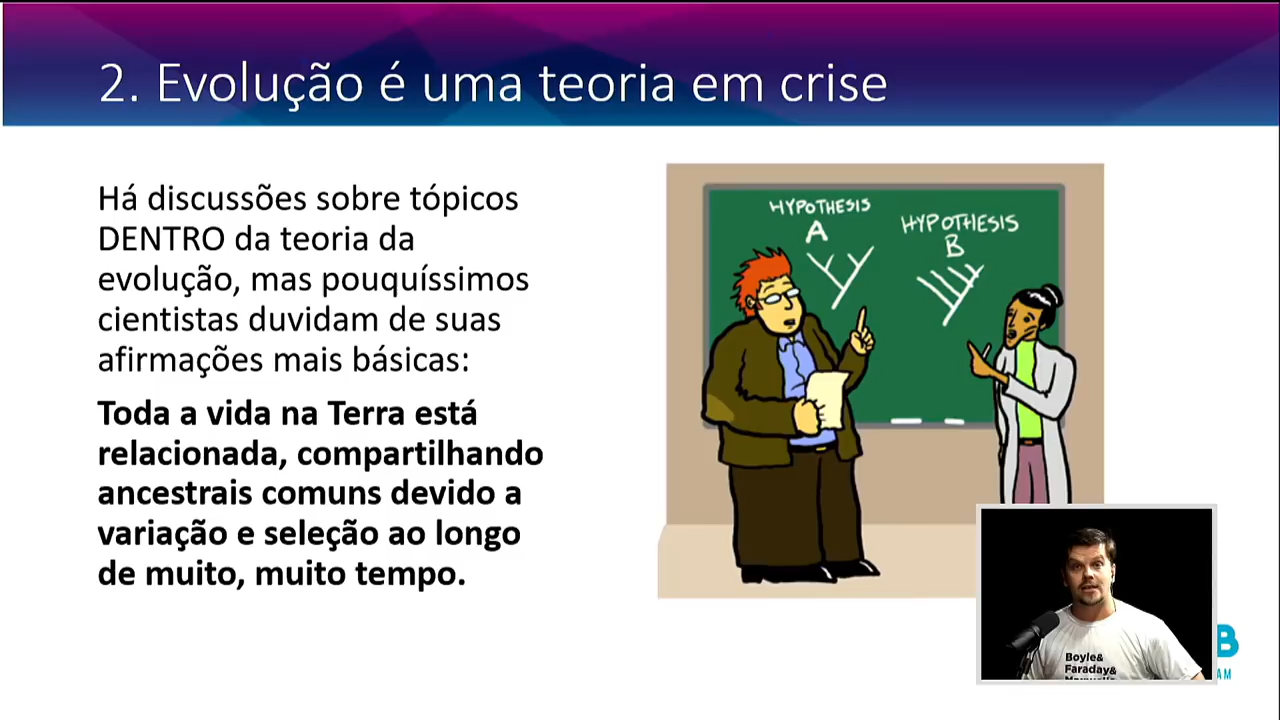 2. Evolução é uma teoria em crise
Há discussões sobre tópicos
DENTRO da teoria da
evolução, mas pouquíssimos
cientistas duvidam de suas
afirmações mais básicas:
Toda a vida na Terra está
relacionada, compartilhando
ancestrais comuns devido a
variação e seleção ao longo
de muito, muito tempo.
HYPOTHESIS
A
HYPOTHESIS
B
Boyle&
Faraday&
B
AM